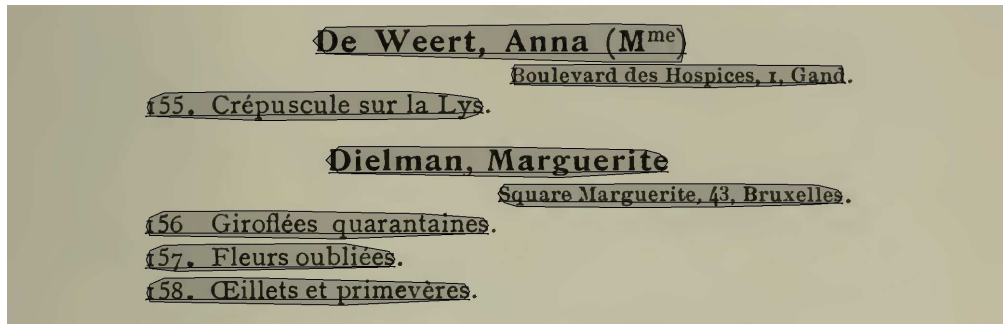 De Weert, Anna (Mme)
Boulevard des Hospices, 1, Gand.
155. Crépuscule sur la Lys.
Dielman, Marguerite
Square Marguerite, 43, Bruxelles.
156 Giroflées quarantaines.
157. Fleurs oubliées.
158. Œillets et primevères.